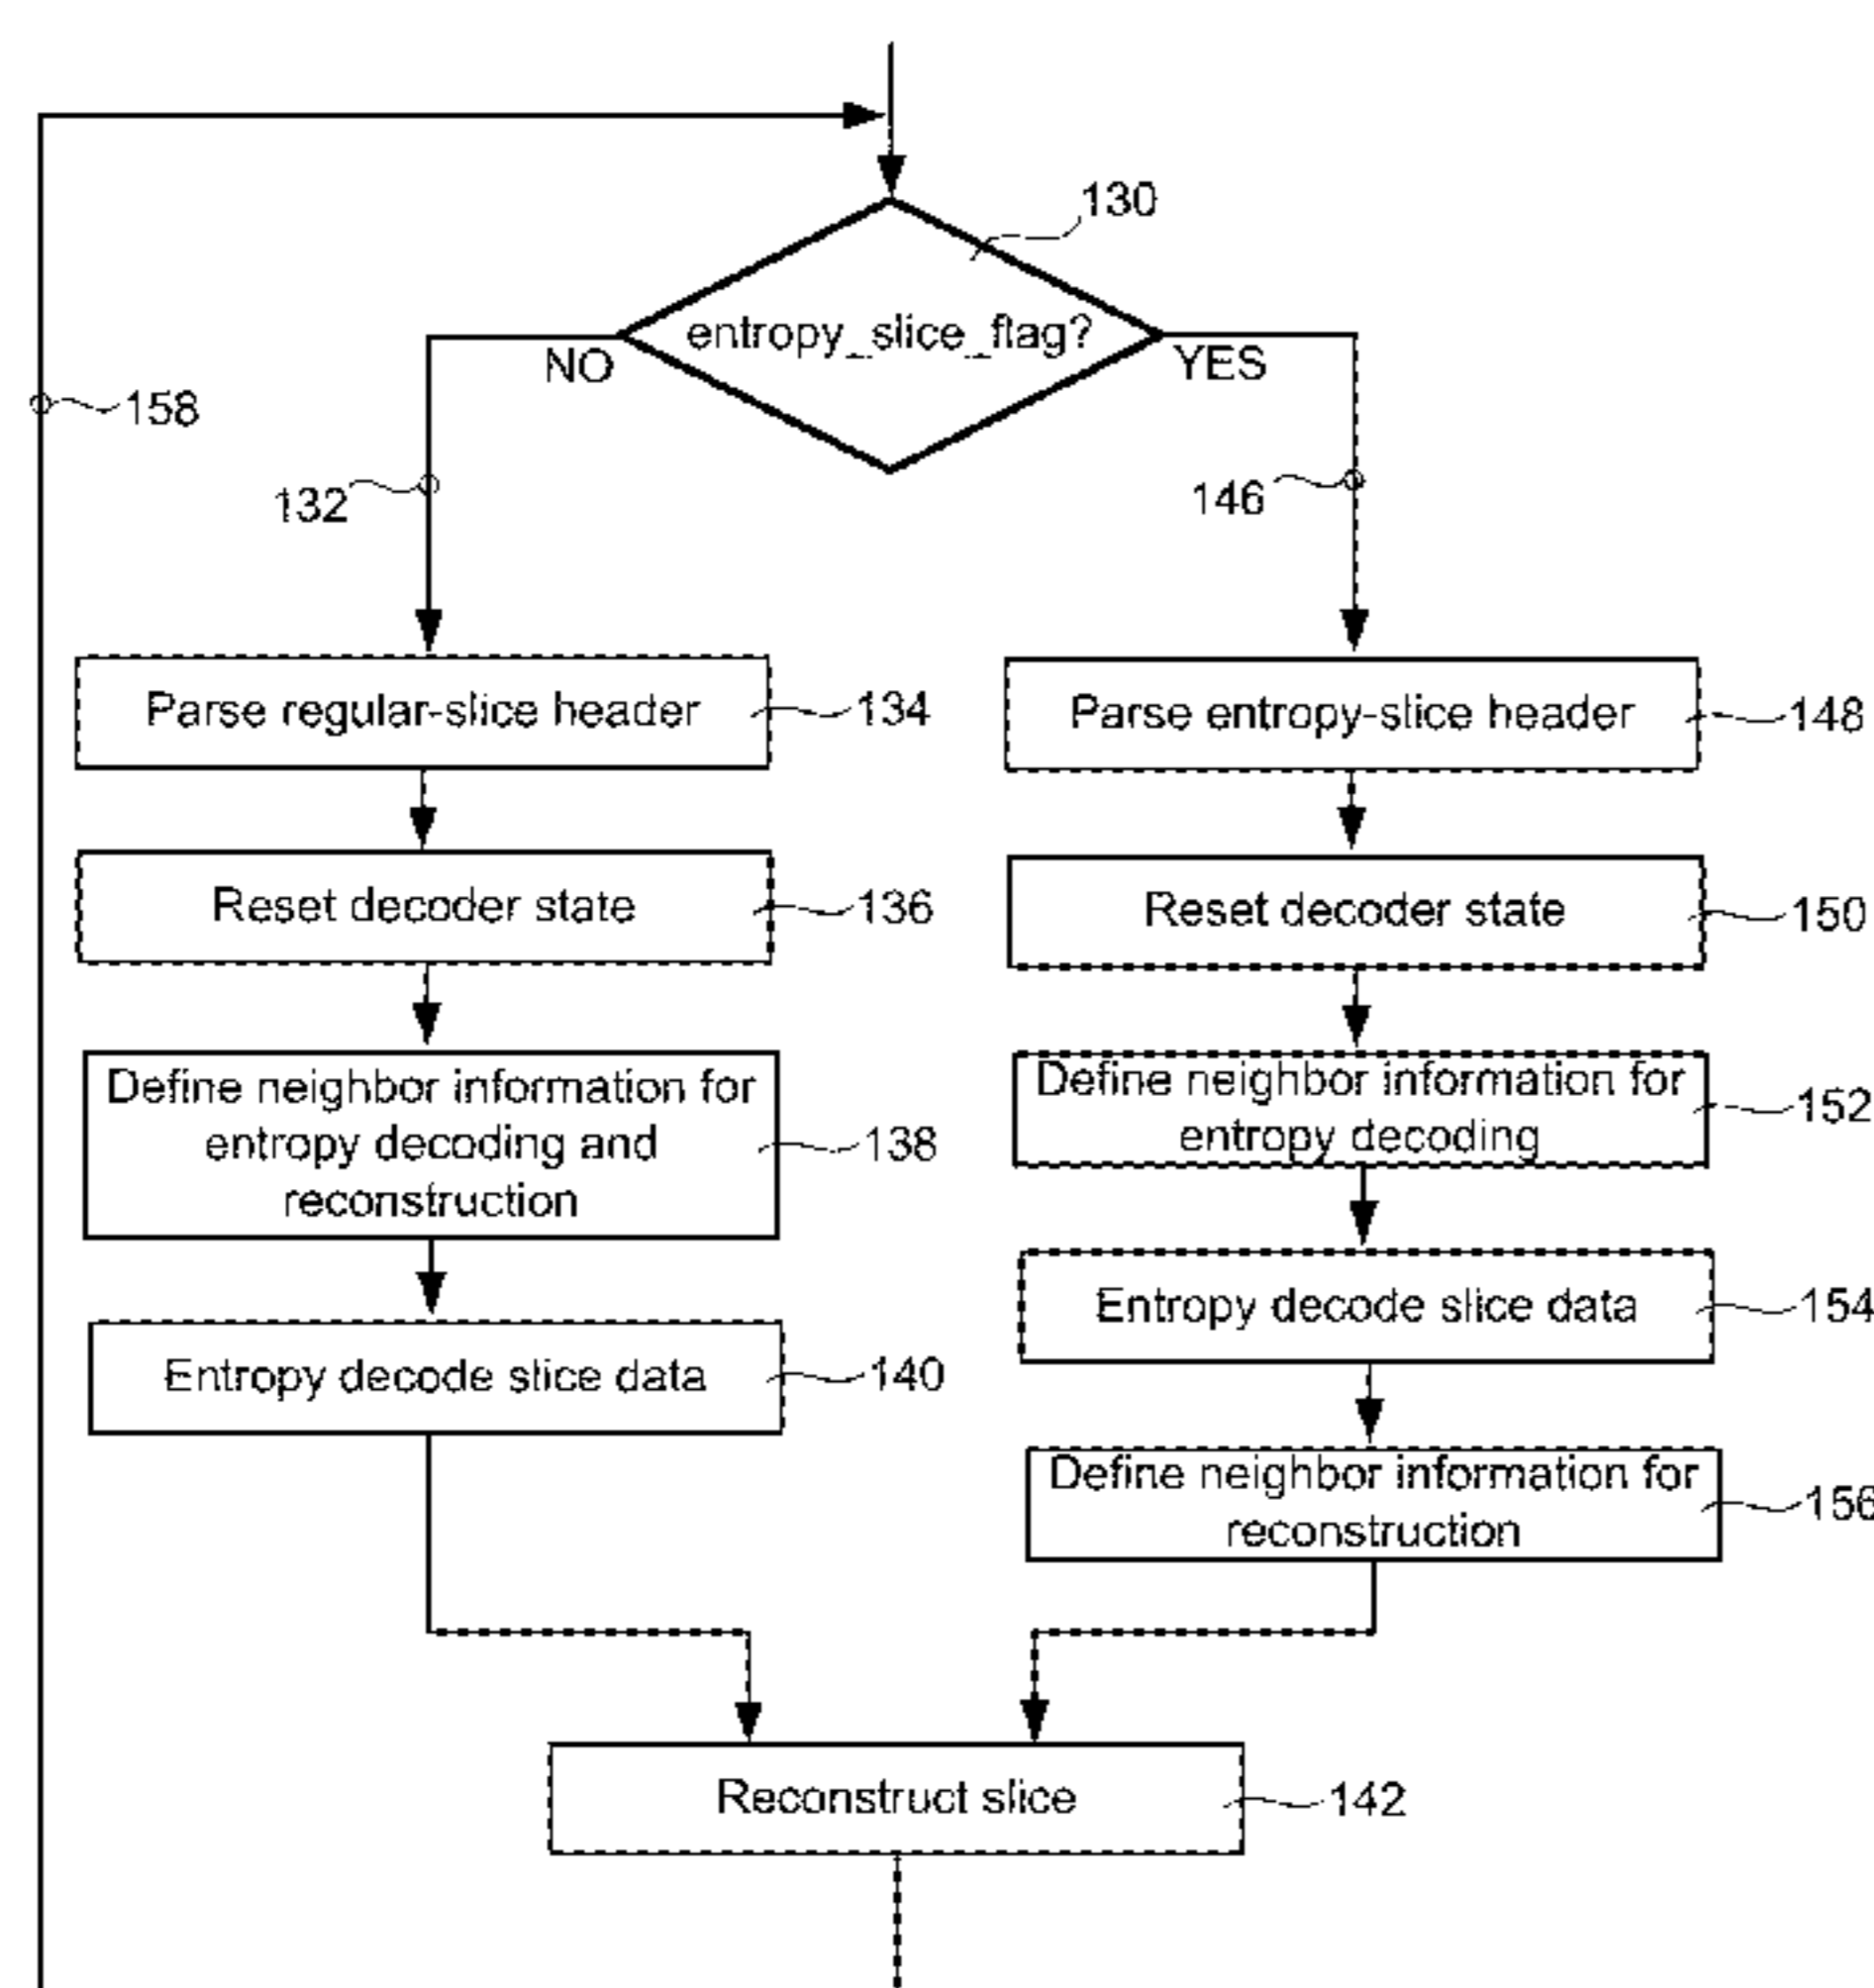 130
entropy_slice_flag?
NO
YES
158
132
146
Parse regular-slice header
134
Parse entropy-slice header
148
Reset decoder state
136
Reset decoder state
150
Define neighbor information for
entropy decoding and
reconstruction
138
Define neighbor information for
entropy decoding
152
Entropy decode slice data
154
Entropy decode slice data
140
Define neighbor information for
reconstruction
156
Reconstruct slice
142